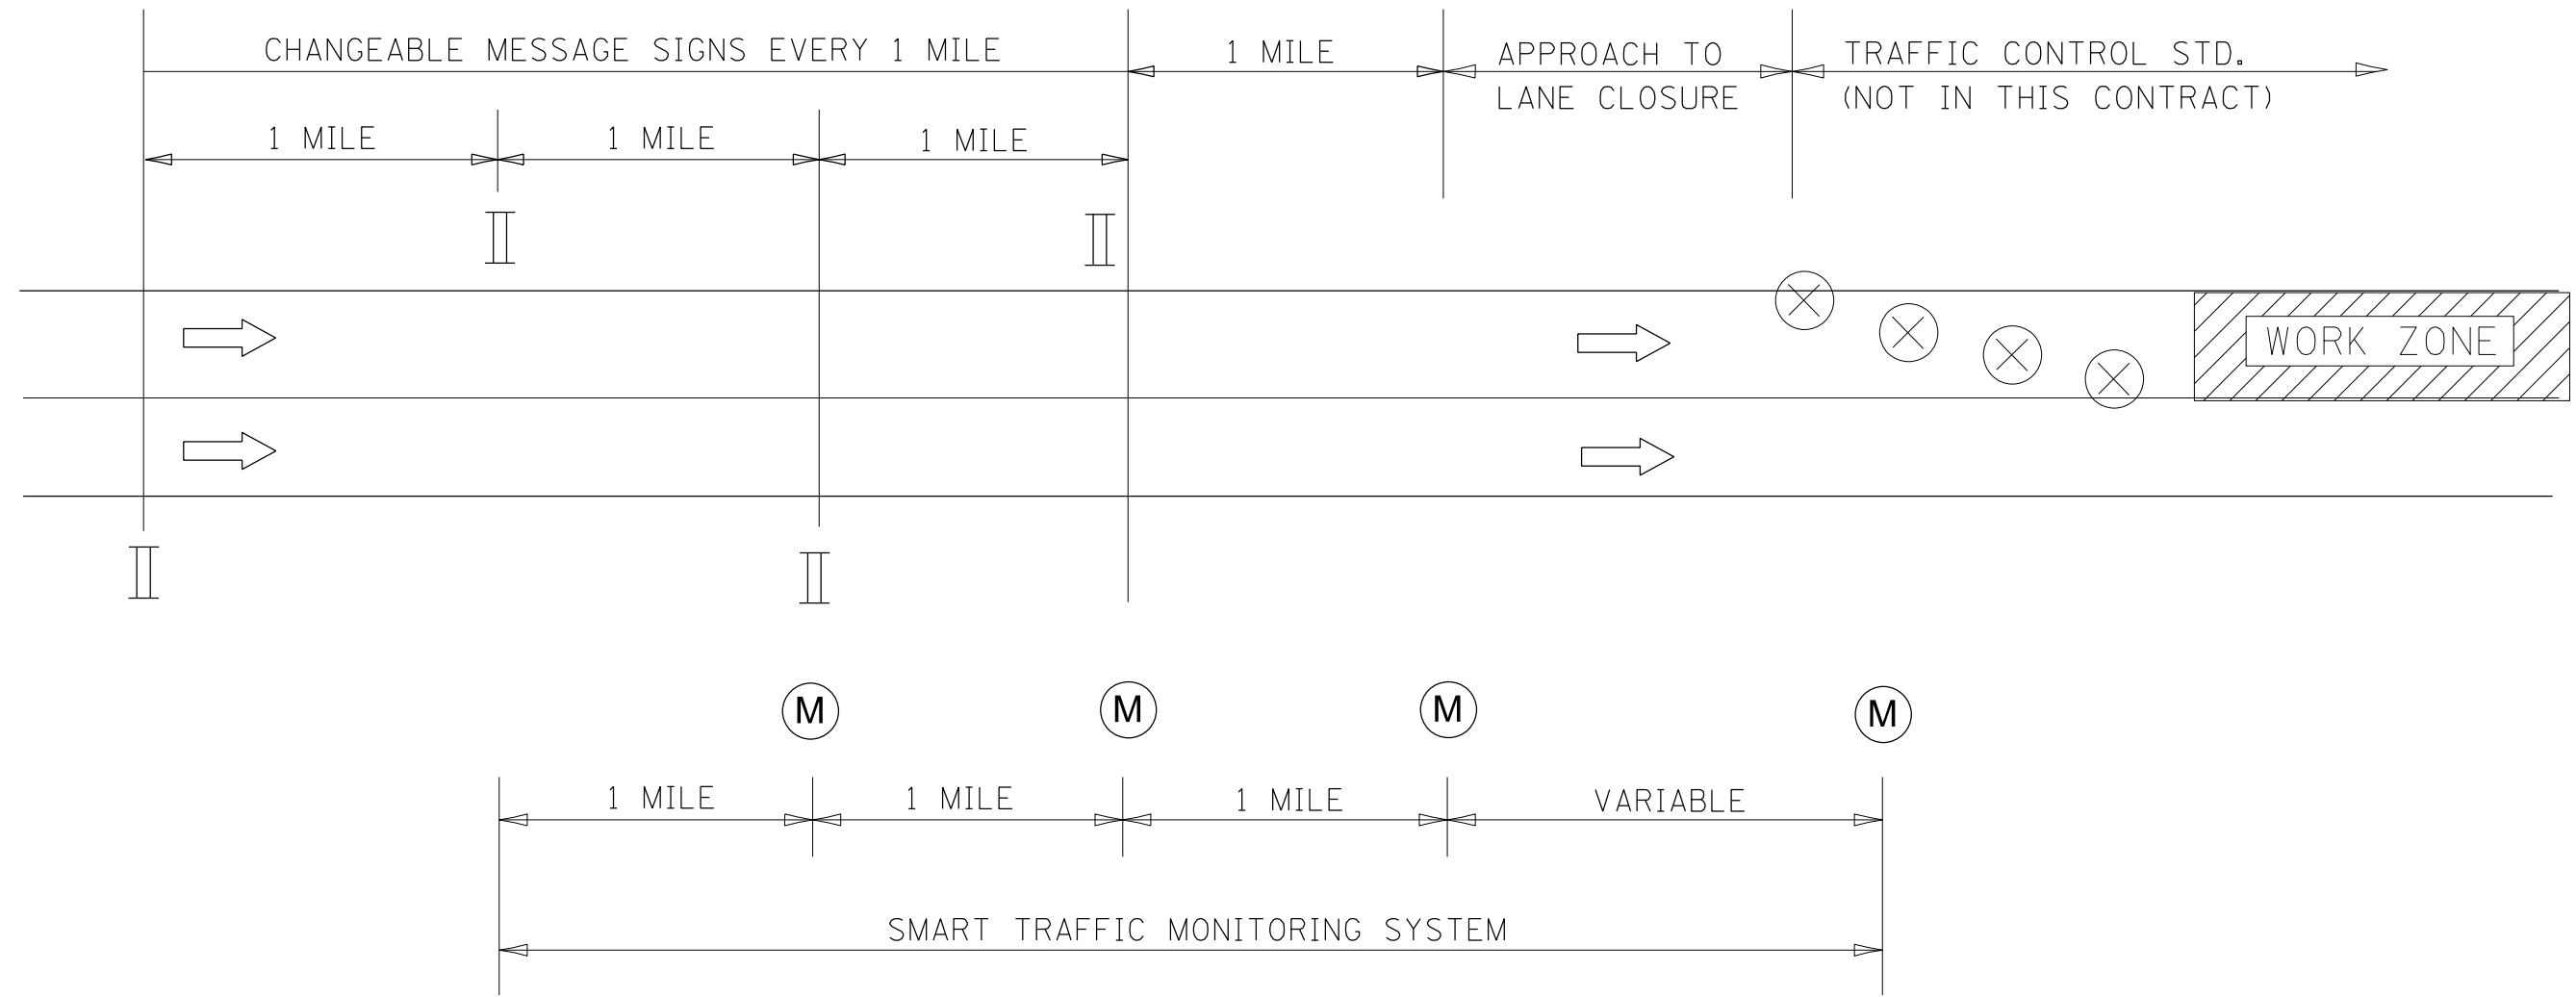 CHANGEABLE MESSAGE SIGNS EVERY 1 MILE
1 MILE
APPROACH TO
LANE CLOSURE
TRAFFIC CONTROL STD.
(NOT IN THIS CONTRACT)
1 MILE
1 MILE
1 MILE
WORK ZONE
M
M
M
M
1 MILE
1 MILE
1 MILE
VARIABLE
SMART TRAFFIC MONITORING SYSTEM